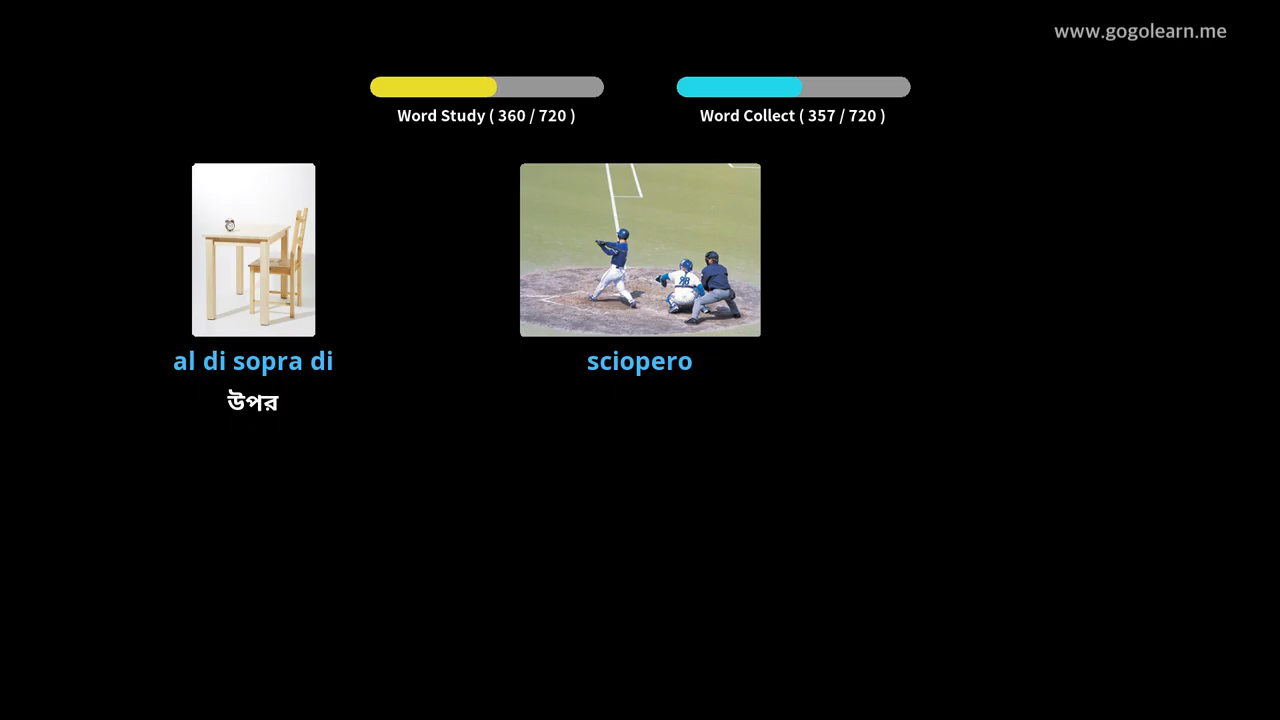 www.gogolearn.me
Word Study ( 360 / 720 )
Word Collect ( 357 / 720 )
al di sopra di
sciopero
উপর